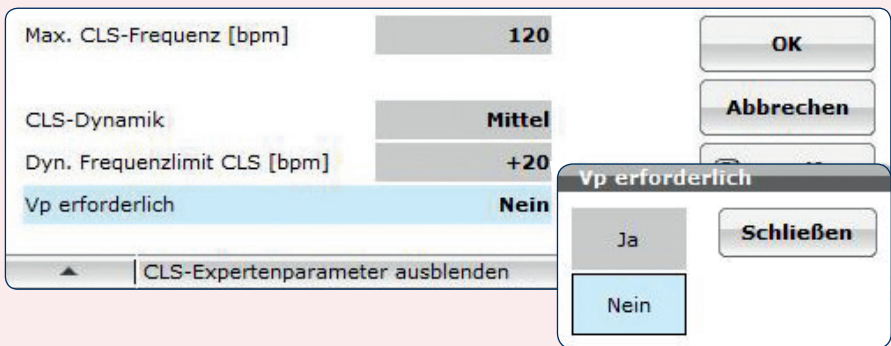 Max. CLS-Frequenz [bpm] 120
OK
CLS-Dynamik Mittel
Abbrechen
Dyn. Frequenzlimit CLS [bpm] +20
Vp erforderlich Nein
CLS-Expertenparameter ausblenden
Vp erforderlich
Ja
Schließen
Nein